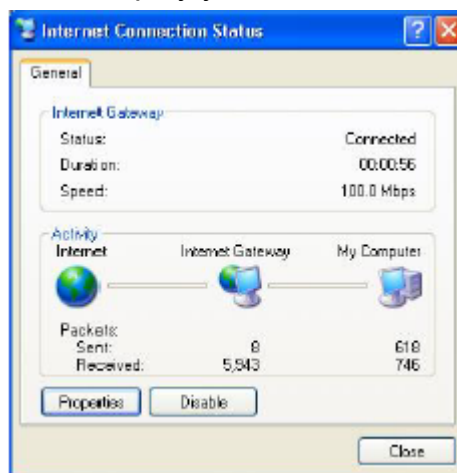 Internet Connection Status
General
Internet Gateway
Status: Connected
Duration: 00:00:56
Speed: 100.0 Mbps
Activity
Internet Internet Gateway My Computer
Packets:
Sent: 8 618
Received: 5,943 746
Properties Disable
Close